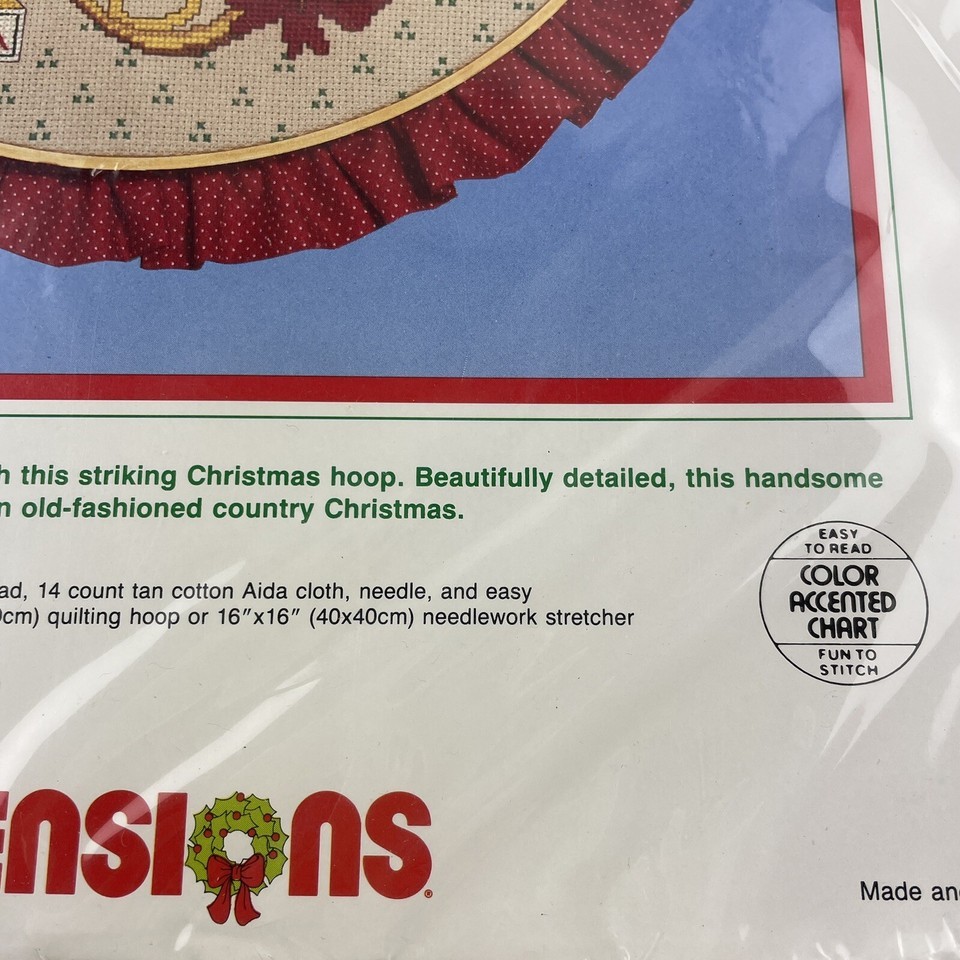 h this striking Christmas hoop. Beautifully detailed, this handsome
n old-fashioned country Christmas.
ad, 14 count tan cotton Aida cloth, needle, and easy
0cm) quilting hoop or 16”x16” (40x40cm) needlework stretcher
EASY
TO READ
COLOR
ACCENTED
CHART
FUN TO
STITCH
ENSIONS®
Made and